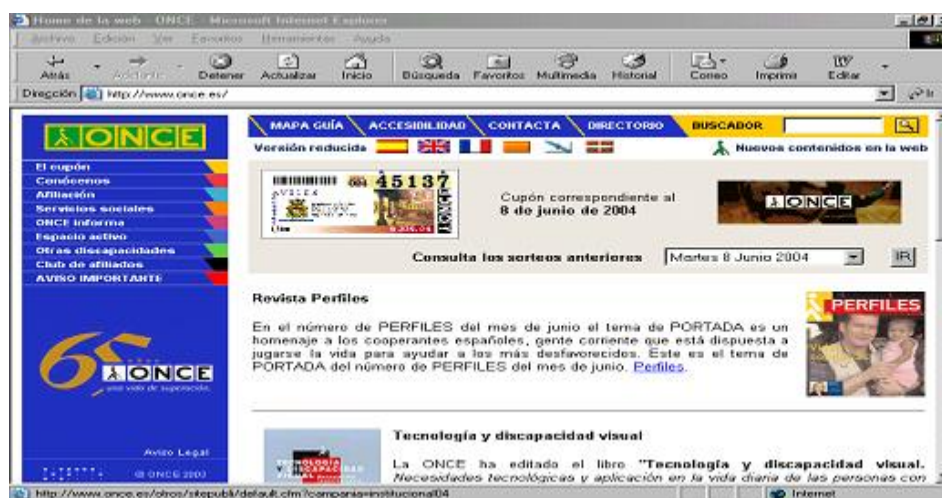 Home de la web - ONCE - Microsoft Internet Explorer
Archivo Edición Ver Favoritos Herramientas Ayuda
Atrás Adelante Detener Actualizar Inicio Búsqueda Favoritos Multimedia Historial Correo Imprimir Editar
Dirección http://www.once.es/
ONCE
MAPA GUÍA ACCESIBILIDAD CONTACTA DIRECTORIO BUSCADOR
Versión reducida
Nuevos contenidos en la web
El cupón
Conócenos
Afiliación
Servicios sociales
ONCE informa
Espacio activo
Otras discapacidades
Club de afiliados
AVISO IMPORTANTE
004 45137
Cupón correspondiente al
8 de junio de 2004
ONCE
Consulta los sorteos anteriores Martes 8 Junio 2004 IR
Revista Perfiles
En el número de PERFILES del mes de junio el tema de PORTADA es un
homenaje a los cooperantes españoles, gente corriente que está dispuesta a
jugarse la vida para ayudar a los más desfavorecidos. Este es el tema de
PORTADA del número de PERFILES del mes de junio. Perfiles.
PERFILES
65 años
ONCE
una vida de superación.
Aviso Legal
© ONCE 2003
Tecnología y discapacidad visual
TECNOLOGÍA
Y DISCAPACIDAD
VISUAL
La ONCE ha editado el libro "Tecnología y discapacidad visual.
Necesidades tecnológicas y aplicación en la vida diaria de las personas con
http://www.once.es/otros/sitepubli/default.cfm?campania=institucional04
Internet